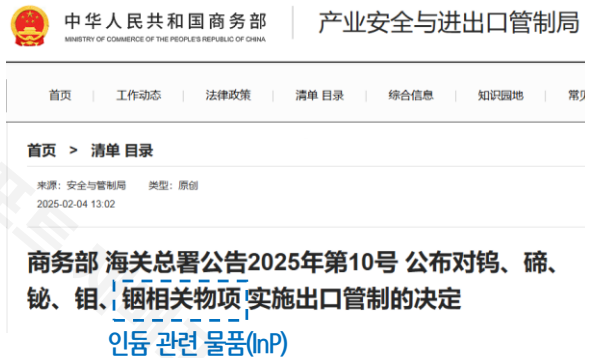 中华人民共和国商务部
MINISTRY OF COMMERCE OF THE PEOPLE'S REPUBLIC OF CHINA
产业安全与进出口管制局
首页 工作动态 法律政策 清单 目录 综合信息 知识园地 常
首页 > 清单 目录
来源：安全与管制局 类型：原创
2025-02-04 13:02
商务部 海关总署公告2025年第10号 公布对钨、碲、
铋、钼、铟相关物项 实施出口管制的决定
인듐 관련 물품(InP)